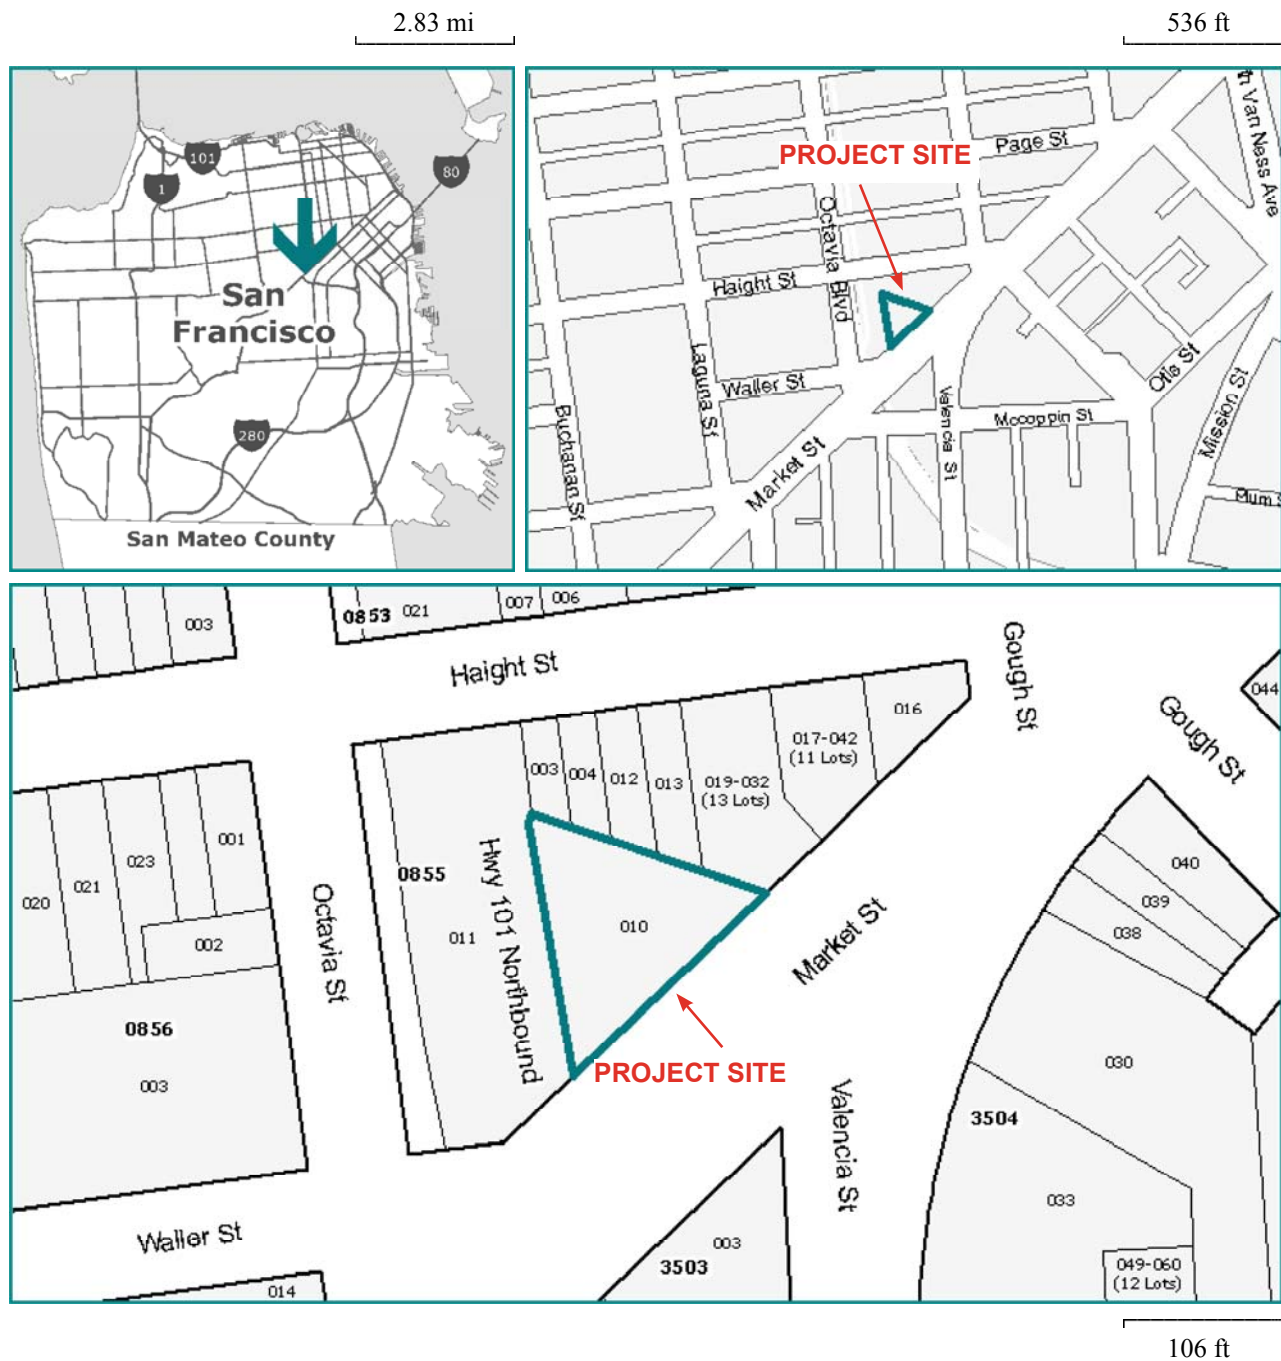 2.83 mi
536 ft
101
1
80
San
Francisco
280
San Mateo County
PROJECT SITE
Page St
Van Ness Ave
Octavia Blvd
Haight St
Laguna St
Waller St
Buchanan St
Market St
Valencia St
Mccoppin St
Otis St
Mission St
Plum S
003
0853
021
007
006
Haight St
Gough St
Gough St
044
016
017-042
(11 Lots)
003
004
012
013
019-032
(13 Lots)
001
023
021
020
002
0855
011
Hwy 101 Northbound
010
Octavia St
Market St
040
039
038
0856
003
PROJECT SITE
030
3504
Valencia St
033
Waller St
003
3503
049-060
(12 Lots)
014
106 ft